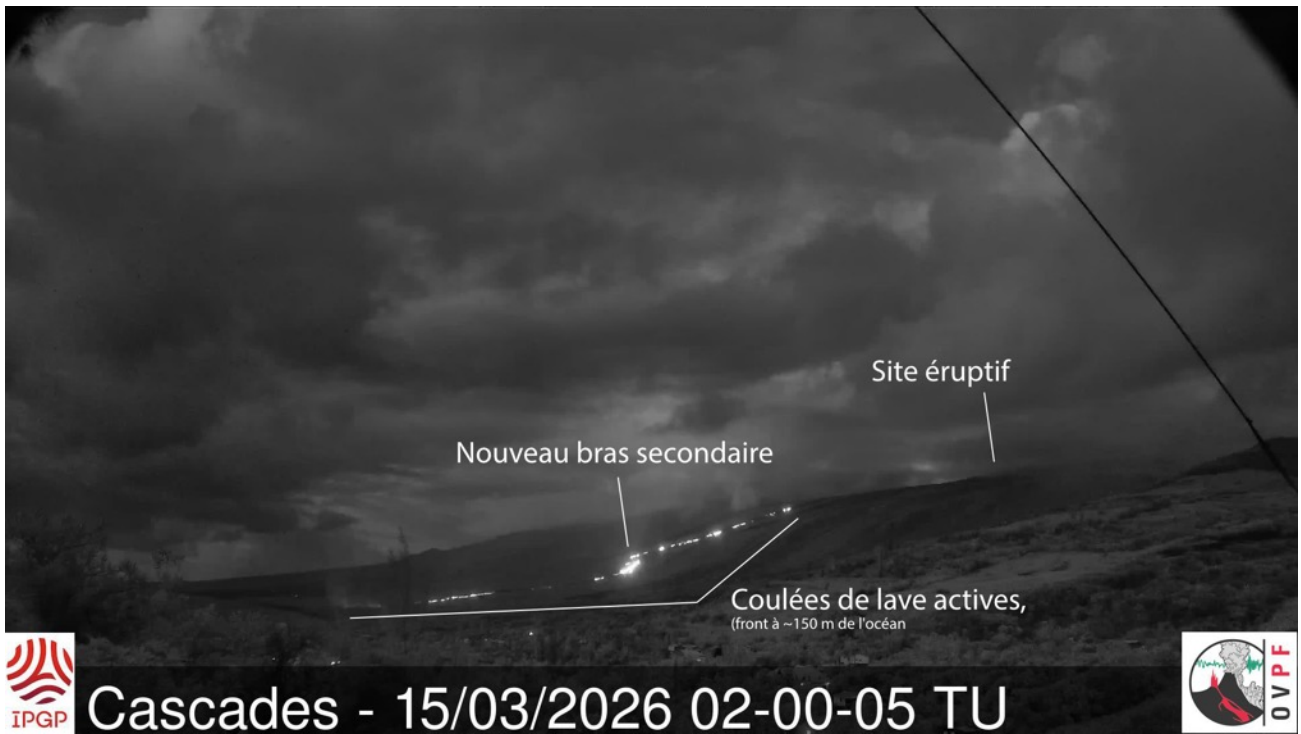 Site éruptif
Nouveau bras secondaire
Coulées de lave actives,
(front à ~150 m de l'océan
IPGP
Cascades - 15/03/2026 02-00-05 TU
OVPF